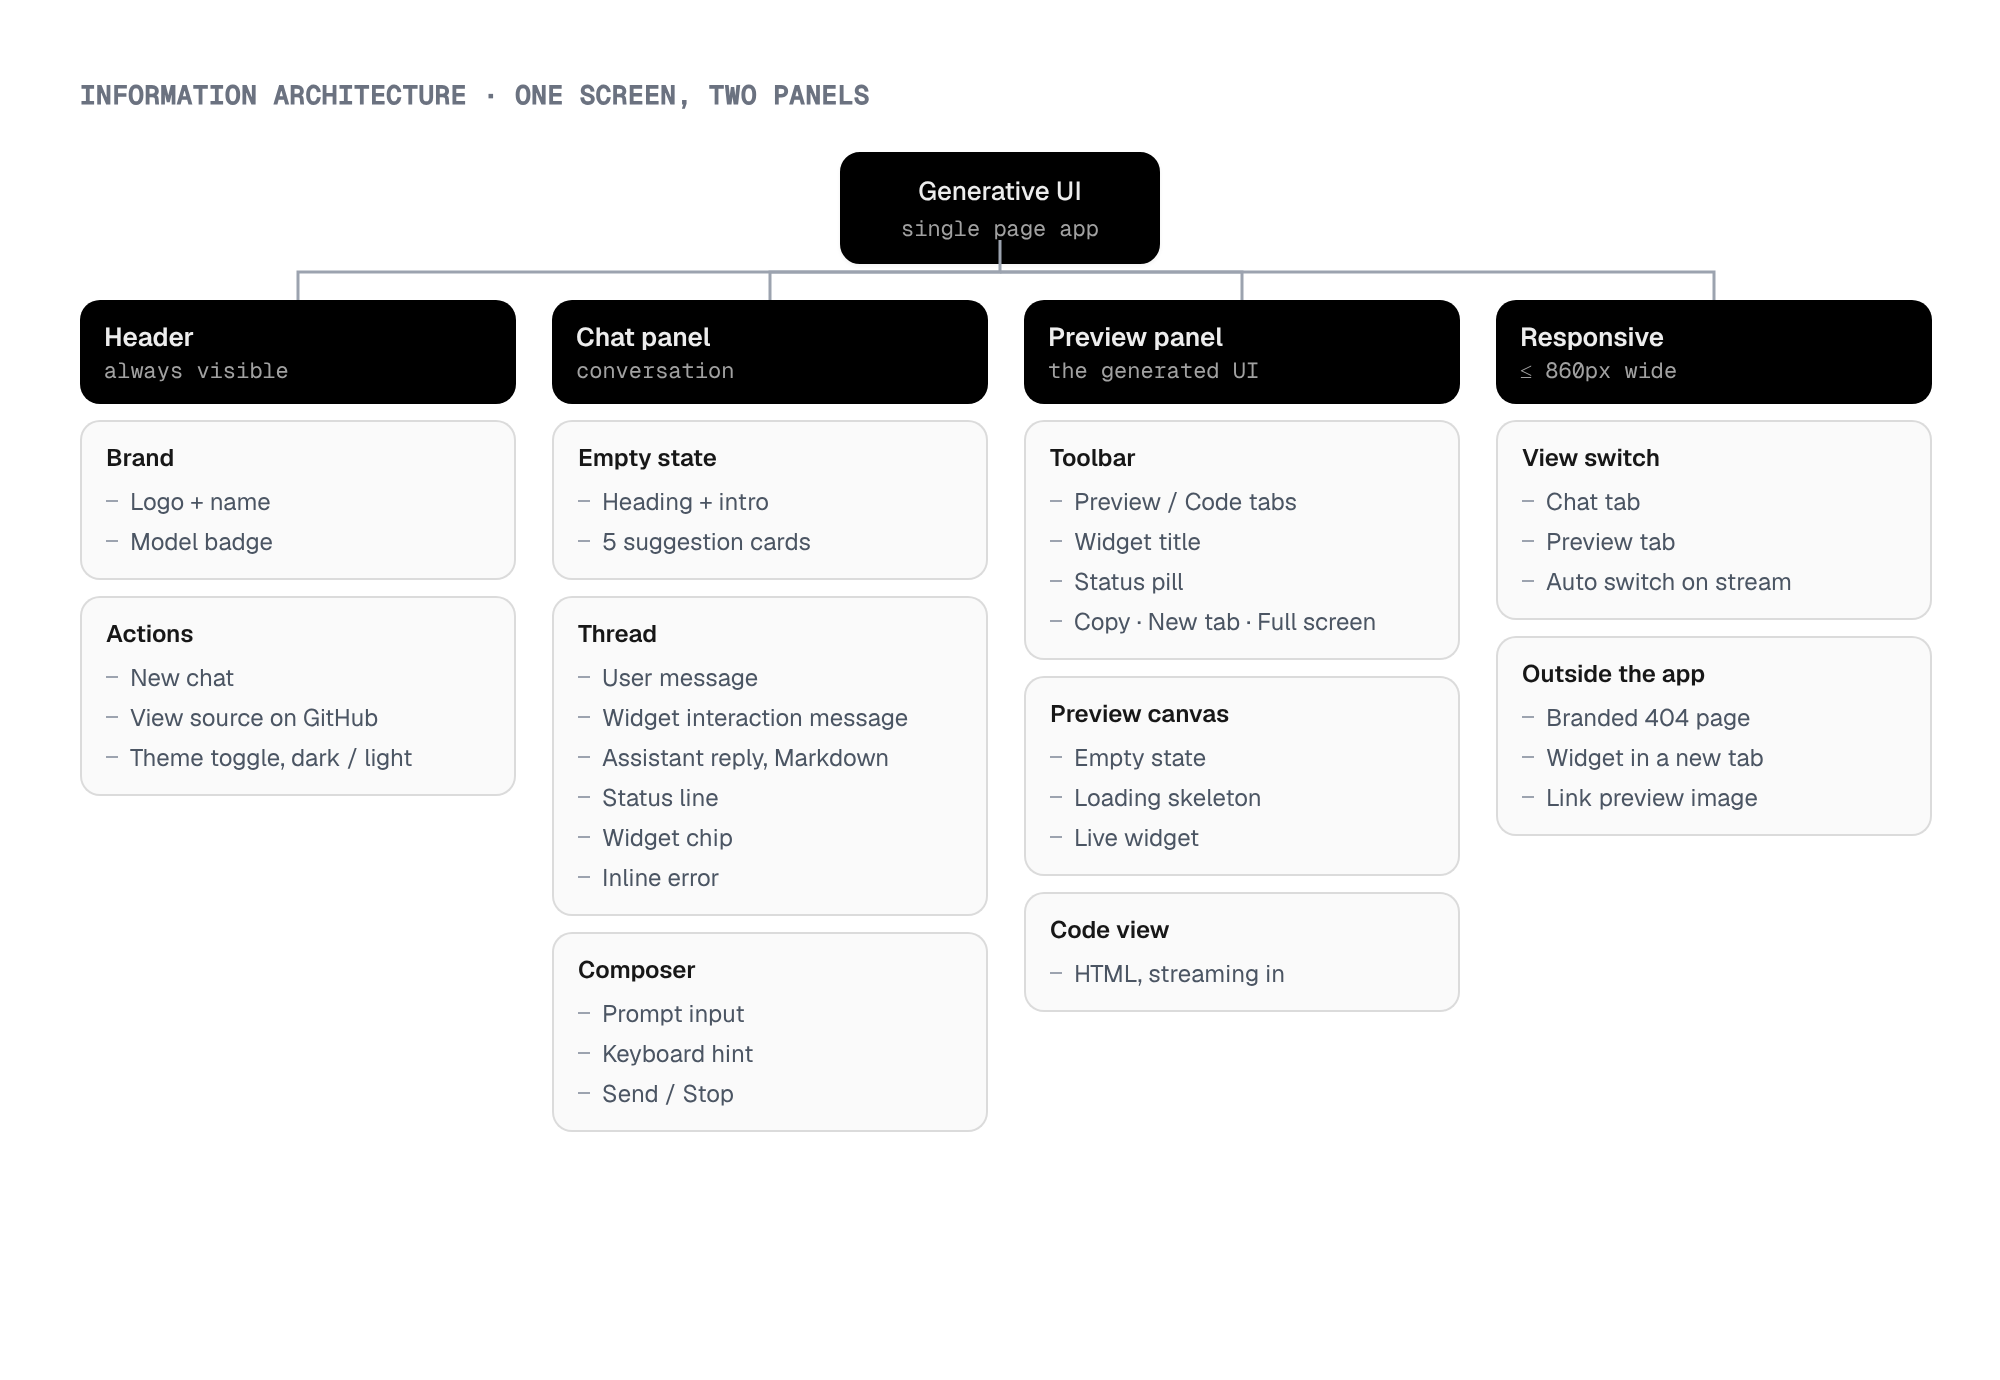 INFORMATION ARCHITECTURE · ONE SCREEN, TWO PANELS
Generative UI
single page app
Header
always visible
Brand
– Logo + name
– Model badge
Actions
– New chat
– View source on GitHub
– Theme toggle, dark / light
Chat panel
conversation
Empty state
– Heading + intro
– 5 suggestion cards
Thread
– User message
– Widget interaction message
– Assistant reply, Markdown
– Status line
– Widget chip
– Inline error
Composer
– Prompt input
– Keyboard hint
– Send / Stop
Preview panel
the generated UI
Toolbar
– Preview / Code tabs
– Widget title
– Status pill
– Copy · New tab · Full screen
Preview canvas
– Empty state
– Loading skeleton
– Live widget
Code view
– HTML, streaming in
Responsive
≤ 860px wide
View switch
– Chat tab
– Preview tab
– Auto switch on stream
Outside the app
– Branded 404 page
– Widget in a new tab
– Link preview image